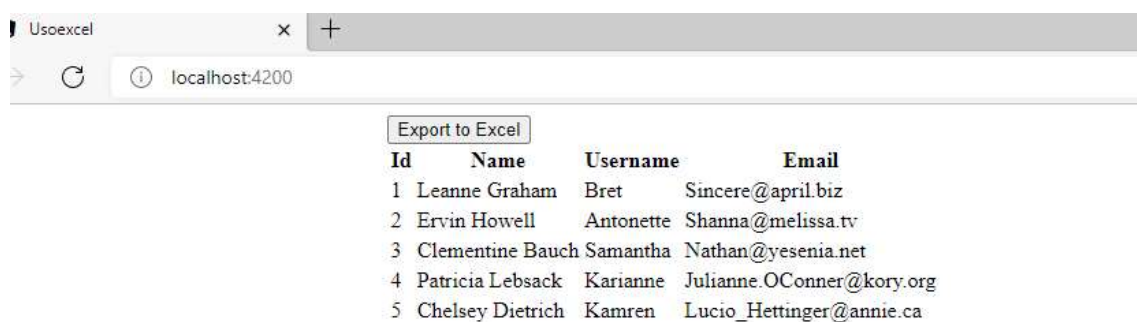 Usoexcel
localhost:4200
Export to Excel
Id Name Username Email
1 Leanne Graham Bret Sincere@april.biz
2 Ervin Howell Antonette Shanna@melissa.tv
3 Clementine Bauch Samantha Nathan@yesenia.net
4 Patricia Lebsack Karianne Julianne.OConner@kory.org
5 Chelsey Dietrich Kamren Lucio_Hettinger@annie.ca